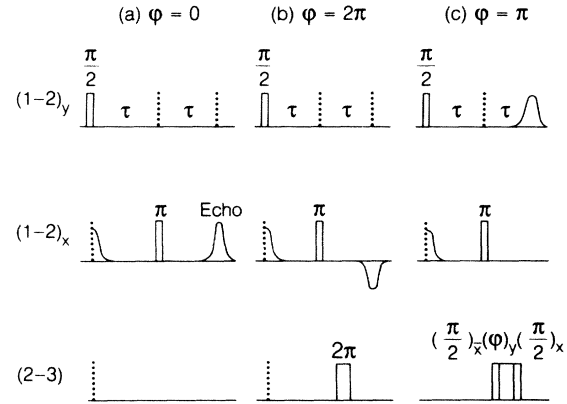 (a) φ = 0 (b) φ = 2π (c) φ = π
π/2 π/2 π/2
(1-2)y τ τ τ τ τ τ
π Echo π π
(1-2)x
2π (π/2)x̄(φ)y(π/2)x
(2-3)